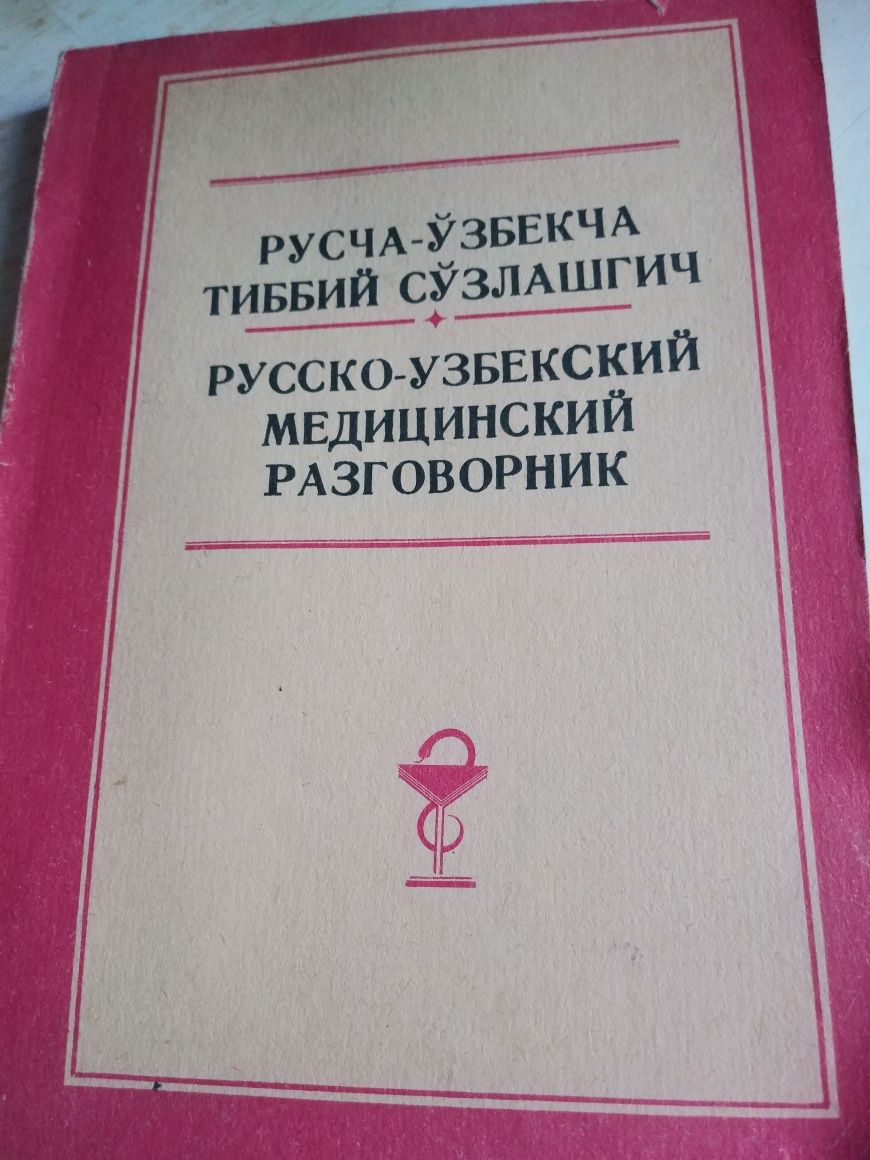 РУСЧА-ЎЗБЕКЧА
ТИББИЙ СЎЗЛАШГИЧ
РУССКО-УЗБЕКСКИЙ
МЕДИЦИНСКИЙ
РАЗГОВОРНИК